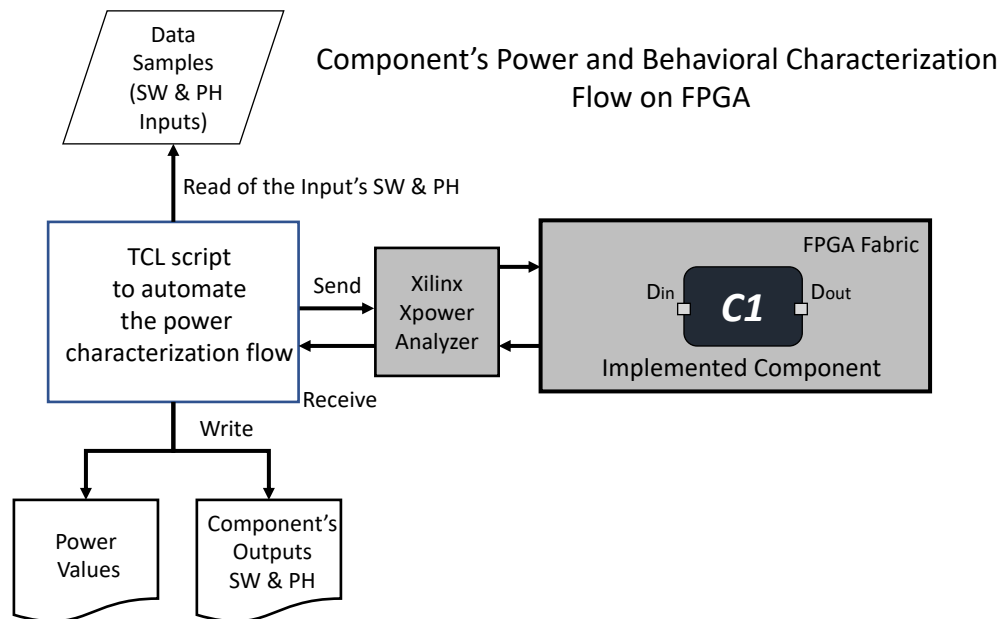 Data
Samples
(SW & PH
Inputs)
Component's Power and Behavioral Characterization
Flow on FPGA
Read of the Input's SW & PH
TCL script
to automate
the power
characterization flow
Send
Receive
Xilinx
Xpower
Analyzer
FPGA Fabric
Din
C1
Dout
Implemented Component
Write
Power
Values
Component's
Outputs
SW & PH